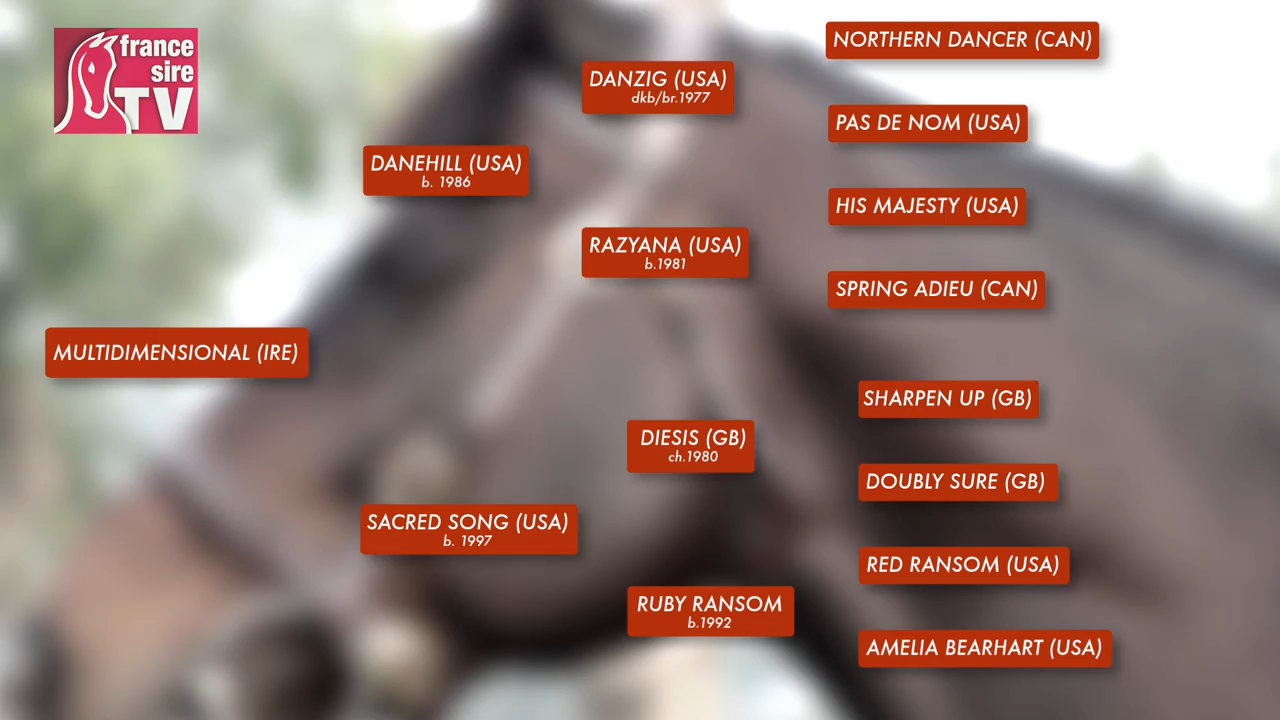 france
sire
TV
NORTHERN DANCER (CAN)
DANZIG (USA)
dkb/br.1977
PAS DE NOM (USA)
DANEHILL (USA)
b. 1986
HIS MAJESTY (USA)
RAZYANA (USA)
b.1981
SPRING ADIEU (CAN)
MULTIDIMENSIONAL (IRE)
SHARPEN UP (GB)
DIESIS (GB)
ch.1980
DOUBLY SURE (GB)
SACRED SONG (USA)
b. 1997
RED RANSOM (USA)
RUBY RANSOM
b.1992
AMELIA BEARHART (USA)